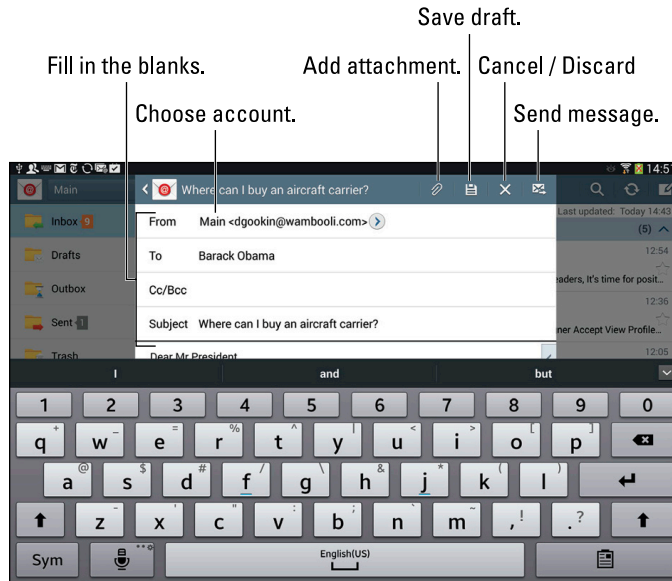 Save draft.
Fill in the blanks.
Add attachment.
Cancel / Discard
Choose account.
Send message.
14:5
Main
Where can I buy an aircraft carrier?
Inbox 9
From Main <dgookin@wambooli.com>
Last updated: Today 14:43
(5)
Drafts
To Barack Obama
12:54
eaders, It's time for posit...
Outbox
Cc/Bcc
12:36
Sent 1
Subject Where can I buy an aircraft carrier?
ner Accept View Profile...
Trash
Dear Mr President
12:05
I and but
1 2 3 4 5 6 7 8 9 0
q + w _ e = r % t ^ y | u < i > o [ p ]
a @ s $ d # f / g \ h & j * k ( l )
z - x ' c " v : b ; n , m ~ , ! . ?
Sym English(US)